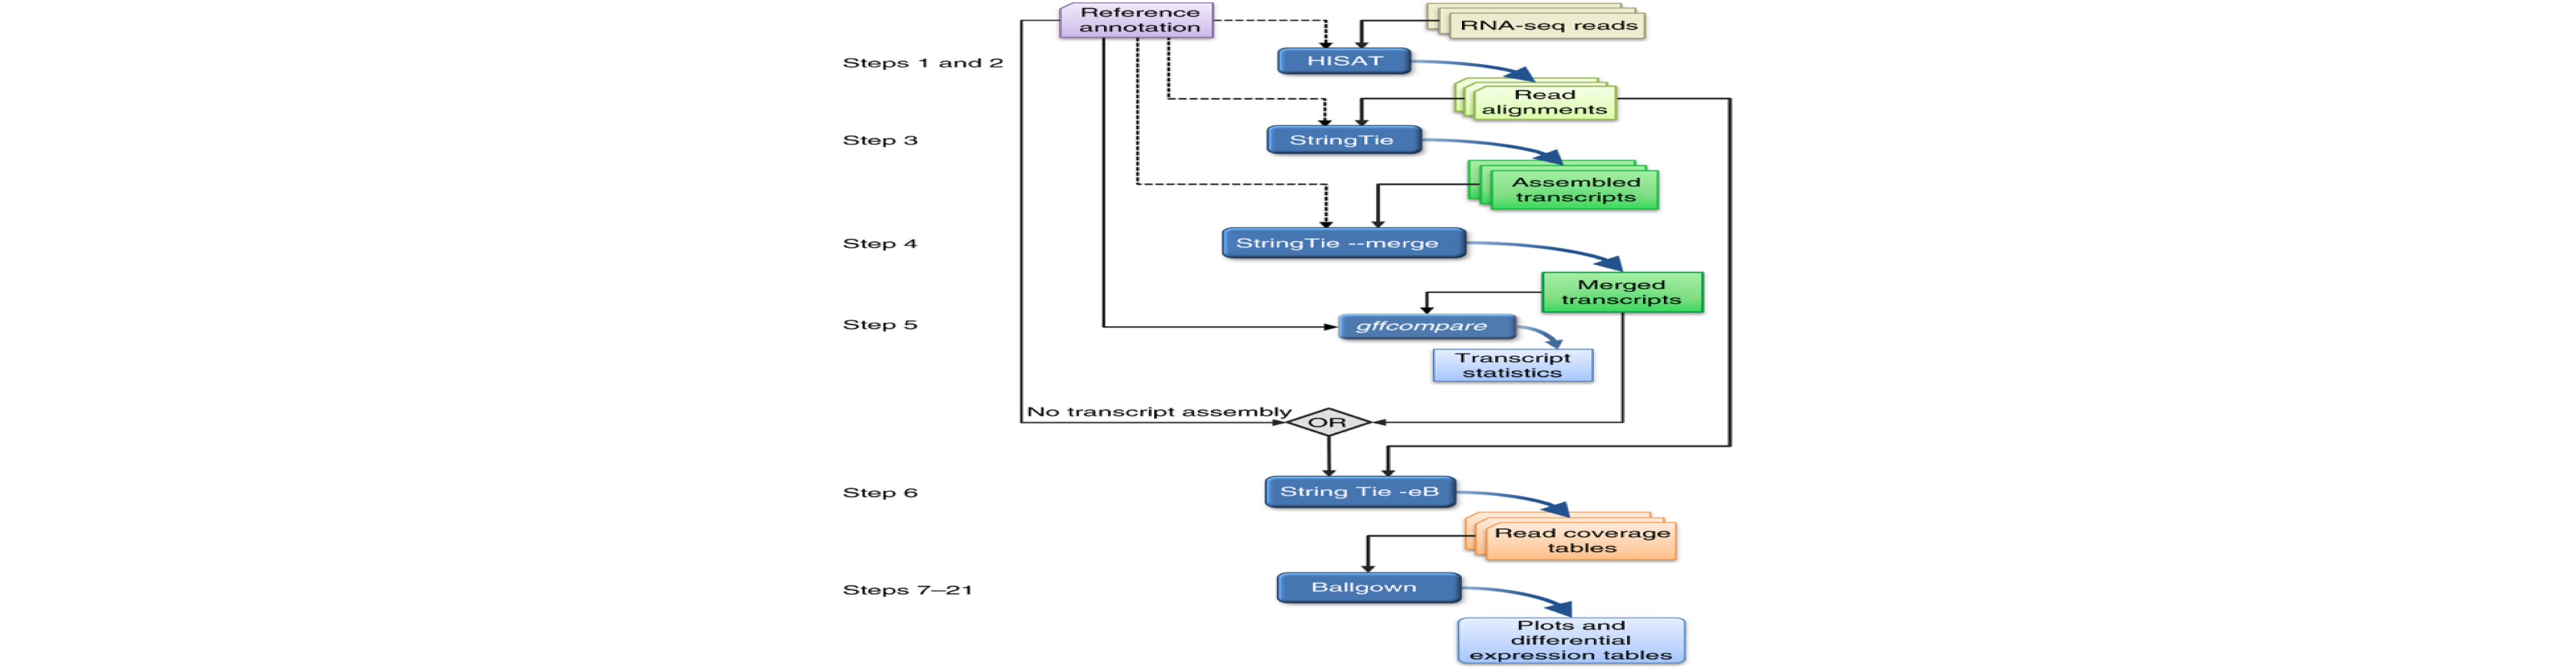 Reference
annotation
RNA-seq reads
Steps 1 and 2
HISAT
Read
alignments
Step 3
StringTie
Assembled
transcripts
Step 4
StringTie --merge
Merged
transcripts
Step 5
gffcompare
Transcript
statistics
No transcript assembly
OR
Step 6
String Tie -eB
Read coverage
tables
Steps 7–21
Ballgown
Plots and
differential
expression tables